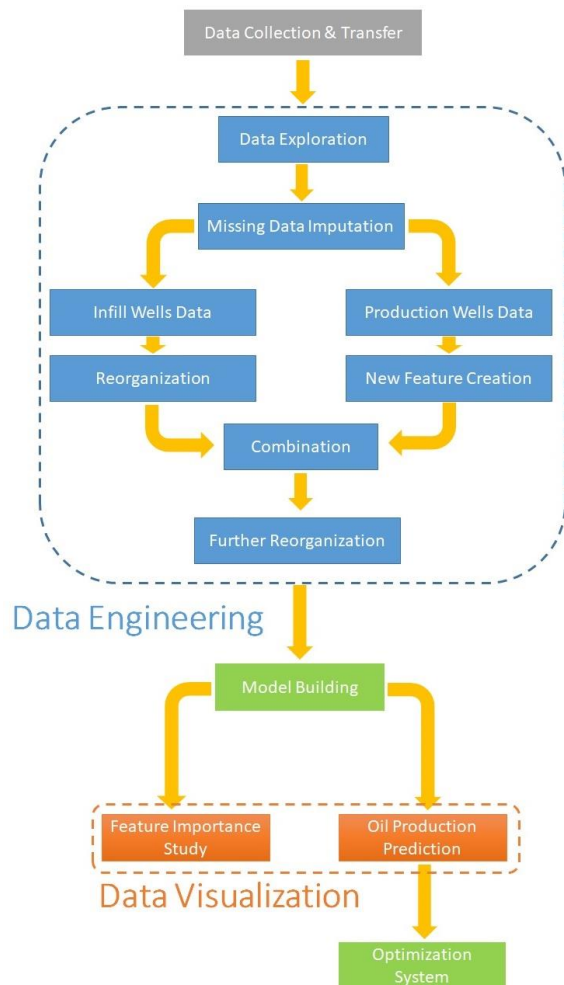 Data Collection & Transfer
Data Exploration
Missing Data Imputation
Infill Wells Data
Production Wells Data
Reorganization
New Feature Creation
Combination
Further Reorganization
Data Engineering
Model Building
Feature Importance
Study
Oil Production
Prediction
Data Visualization
Optimization
System